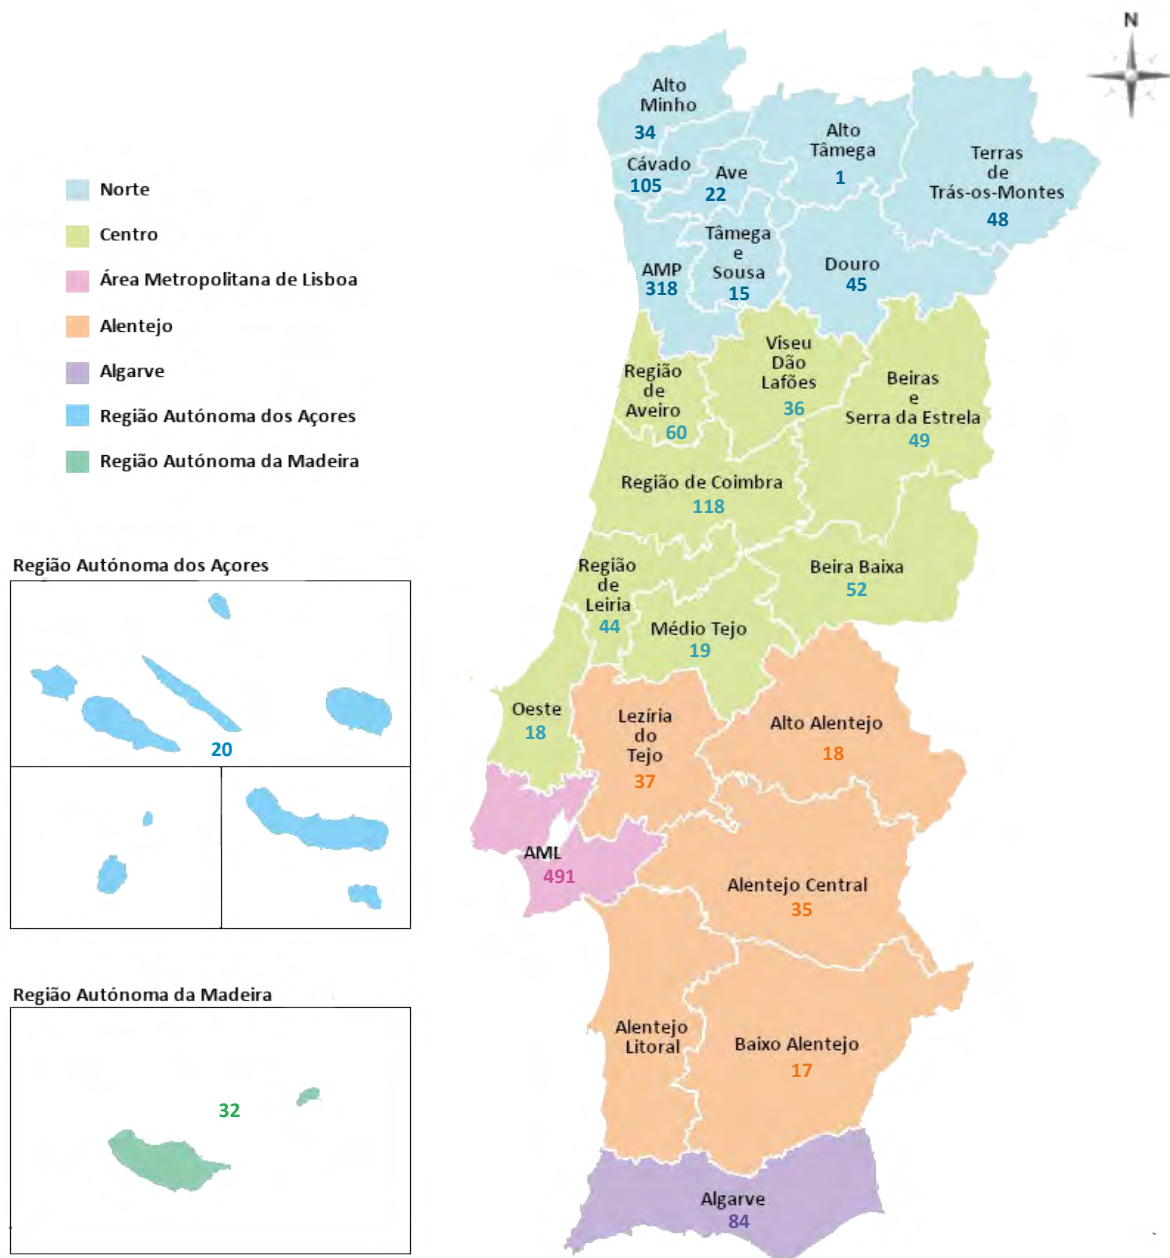 N
Norte
Centro
Área Metropolitana de Lisboa
Alentejo
Algarve
Região Autónoma dos Açores
Região Autónoma da Madeira
Alto
Minho
34
Cávado
105
Ave
22
Alto
Tâmega
1
Terras
de
Trás-os-Montes
48
AMP
318
Tâmega
e
Sousa
15
Douro
45
Região
de
Aveiro
60
Viseu
Dão
Lafões
36
Beiras
e
Serra da Estrela
49
Região de Coimbra
118
Região
de
Leiria
44
Beira Baixa
52
Médio Tejo
19
Oeste
18
Lezíria
do
Tejo
37
Alto Alentejo
18
AML
491
Alentejo Central
35
Alentejo
Litoral
Baixo Alentejo
17
Algarve
84
Região Autónoma dos Açores
20
Região Autónoma da Madeira
32